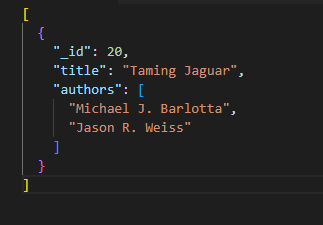 [
{
"_id": 20,
"title": "Taming Jaguar",
"authors": [
"Michael J. Barlotta",
"Jason R. Weiss"
]
}
]